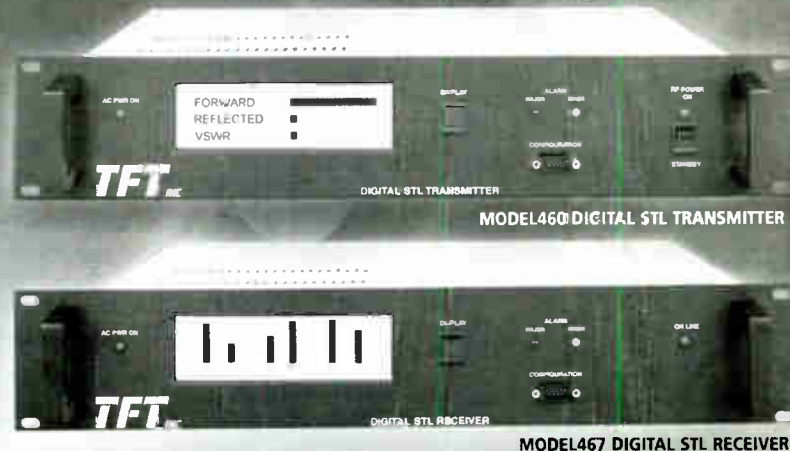 AC PWR ON
FORWARD
REFLECTED
VSWR
DISPLAY
ALARM
MAJOR MINOR
CONFIGURATION
RF POWER
ON
STANDBY
TFT INC
DIGITAL STL TRANSMITTER
MODEL460 DIGITAL STL TRANSMITTER
AC PWR ON
DISPLAY
ALARM
MAJOR MINOR
CONFIGURATION
ON LINE
TFT INC
DIGITAL STL RECEIVER
MODEL467 DIGITAL STL RECEIVER